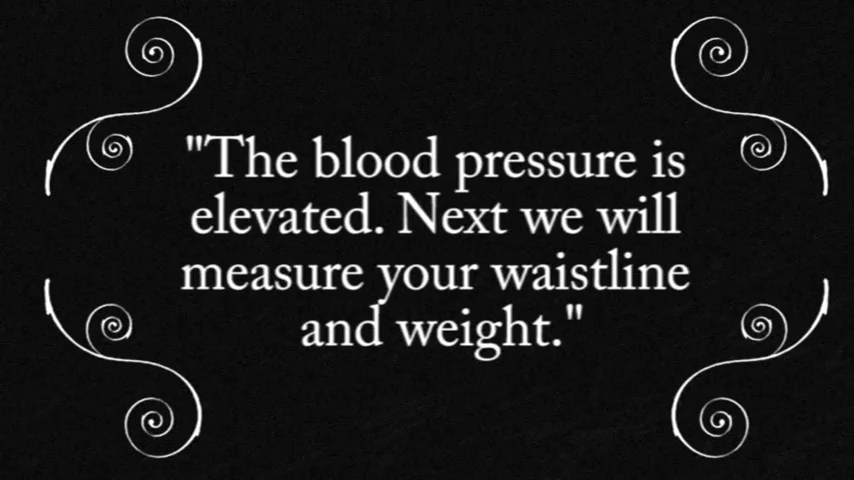 "The blood pressure is
elevated. Next we will
measure your waistline
and weight."